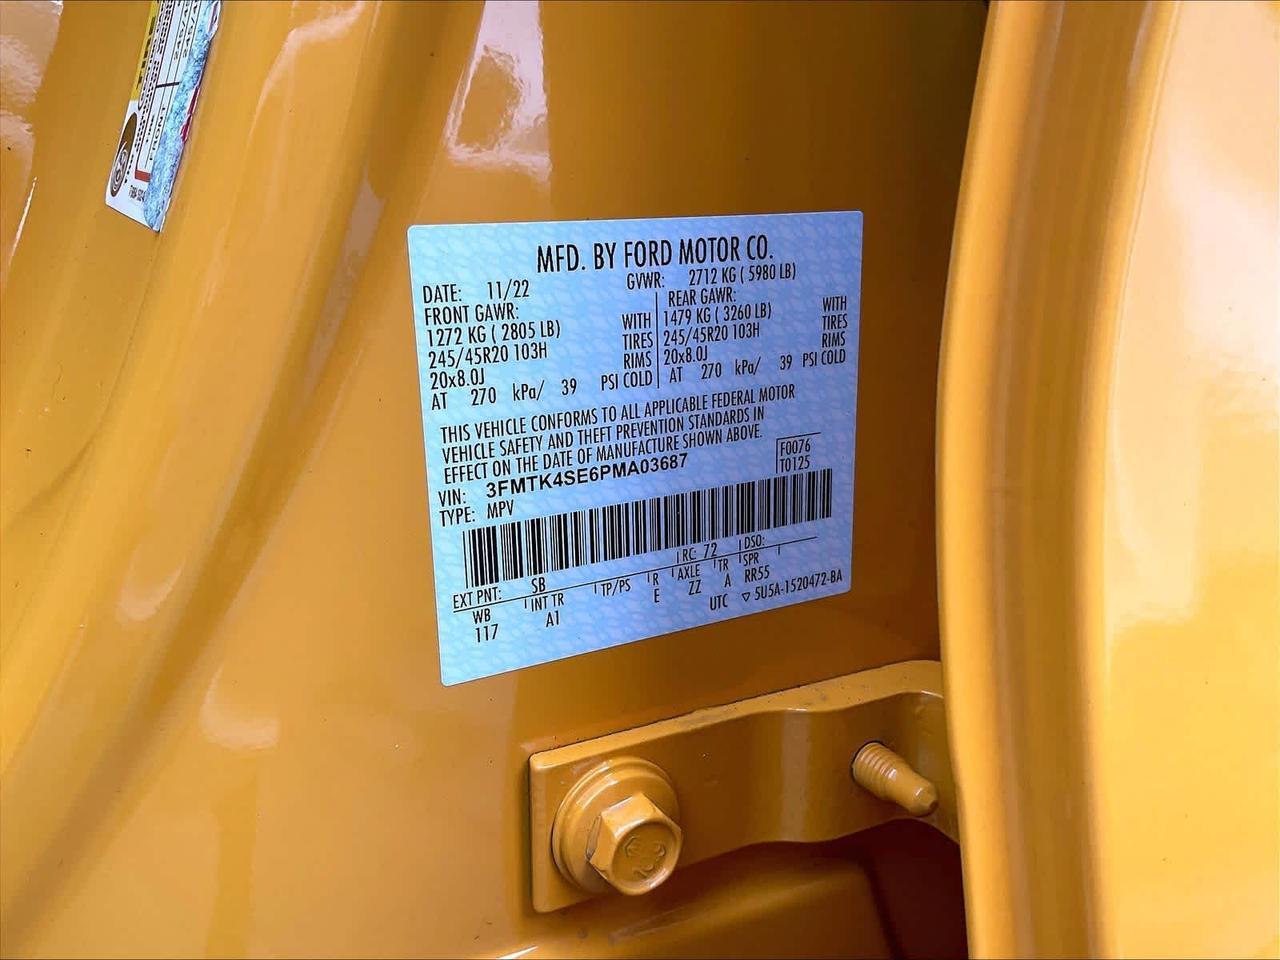 MFD. BY FORD MOTOR CO.
DATE: 11/22 GVWR: 2712 KG ( 5980 LB)
FRONT GAWR: REAR GAWR:
1272 KG ( 2805 LB) WITH 1479 KG ( 3260 LB) WITH
245/45R20 103H TIRES 245/45R20 103H TIRES
20x8.0J RIMS 20x8.0J RIMS
AT 270 kPa/ 39 PSI COLD AT 270 kPa/ 39 PSI COLD
THIS VEHICLE CONFORMS TO ALL APPLICABLE FEDERAL MOTOR
VEHICLE SAFETY AND THEFT PREVENTION STANDARDS IN
EFFECT ON THE DATE OF MANUFACTURE SHOWN ABOVE.
VIN: 3FMTK4SE6PMA03687 F0076
TYPE: MPV T0125
EXT PNT: SB RC: 72 DSO:
WB INT TR TP/PS R AXLE TR SPR
117 A1 E ZZ A RR55
UTC ▽ 5U5A-1520472-BA